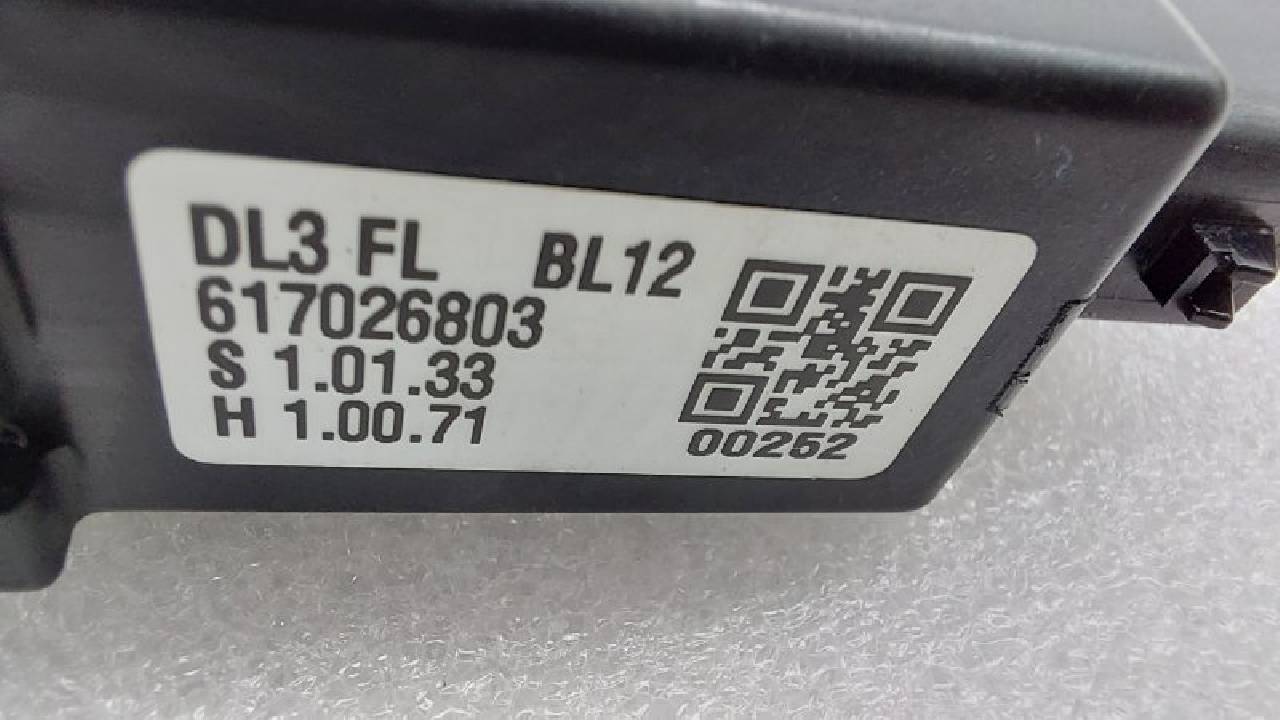 DL3 FL BL12
617026803
S 1.01.33
H 1.00.71
00252